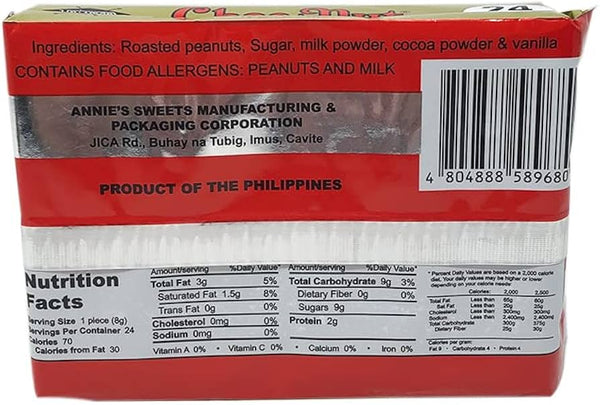 24
Ingredients: Roasted peanuts, Sugar, milk powder, cocoa powder & vanilla
CONTAINS FOOD ALLERGENS: PEANUTS AND MILK
ANNIE'S SWEETS MANUFACTURING &
PACKAGING CORPORATION
JICA Rd., Buhay na Tubig, Imus, Cavite
PRODUCT OF THE PHILIPPINES
4 804888 589680
Nutrition
Facts
Serving Size 1 piece (8g)
Servings Per Container 24
Calories 70
Calories from Fat 30
Amount/serving %Daily Value*
Total Fat 3g 5%
Saturated Fat 1.5g 8%
Trans Fat 0g
Cholesterol 0mg 0%
Sodium 0mg 0%
Amount/serving %Daily Value*
Total Carbohydrate 9g 3%
Dietary Fiber 0g 0%
Sugars 9g
Protein 2g
Vitamin A 0% • Vitamin C 0% • Calcium 0% • Iron 0%
*Percent Daily Values are based on a 2,000 calorie
diet. Your daily values may be higher or lower
depending on your calorie needs:
Calories: 2,000 2,500
Total Fat Less than 65g 80g
Sat Fat Less than 20g 25g
Cholesterol Less than 300mg 300mg
Sodium Less than 2,400mg 2,400mg
Total Carbohydrate 300g 375g
Dietary Fiber 25g 30g
Calories per gram:
Fat 9 • Carbohydrate 4 • Protein 4